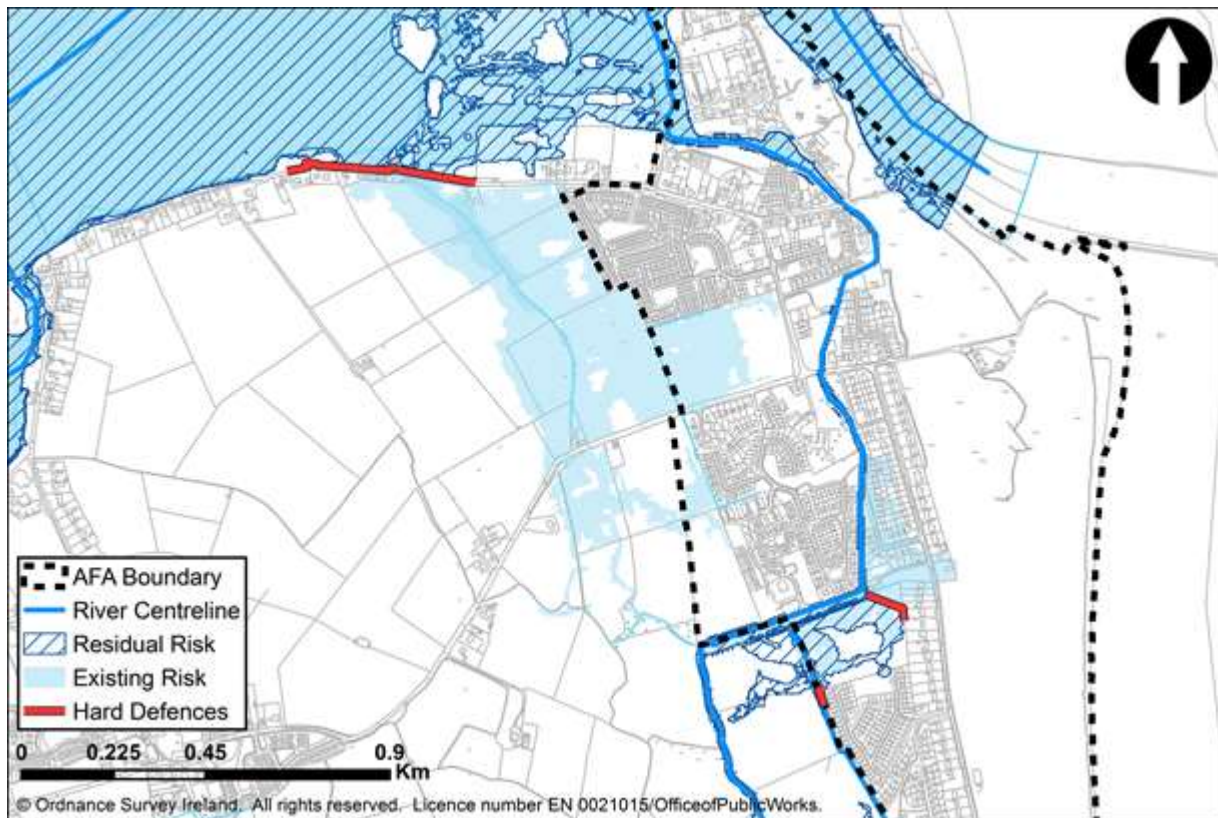 AFA Boundary
River Centreline
Residual Risk
Existing Risk
Hard Defences
0 0.225 0.45 0.9
Km
© Ordnance Survey Ireland. All rights reserved. Licence number EN 0021015/OfficeofPublicWorks.